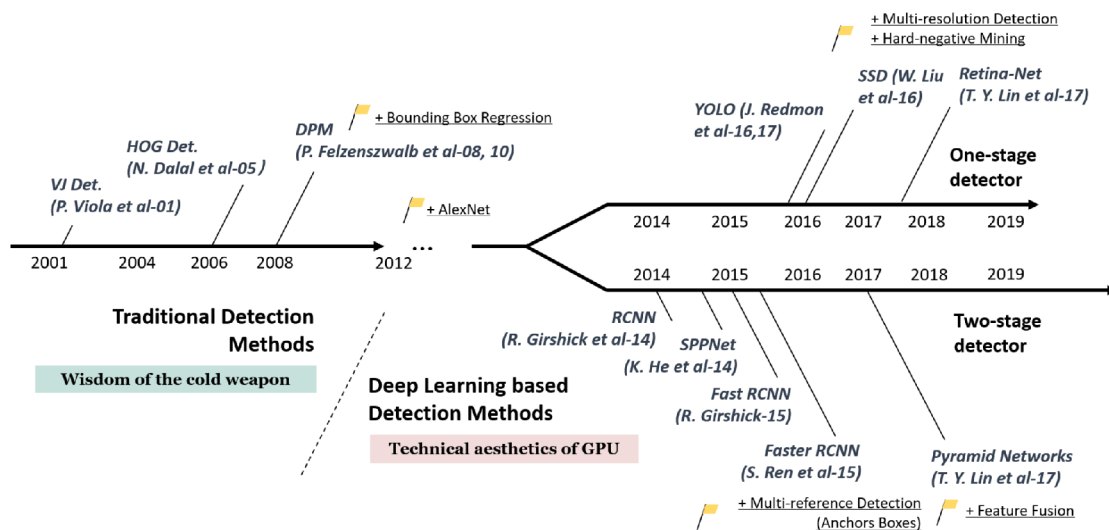 + Multi-resolution Detection
+ Hard-negative Mining
SSD (W. Liu
et al-16)
Retina-Net
(T. Y. Lin et al-17)
YOLO (J. Redmon
et al-16,17)
+ Bounding Box Regression
DPM
(P. Felzenszwalb et al-08, 10)
HOG Det.
(N. Dalal et al-05)
VJ Det.
(P. Viola et al-01)
One-stage
detector
+ AlexNet
2014 2015 2016 2017 2018 2019
...
2001 2004 2006 2008 2012
2014 2015 2016 2017 2018 2019
Traditional Detection
Methods
Wisdom of the cold weapon
RCNN
(R. Girshick et al-14)
SPPNet
(K. He et al-14)
Two-stage
detector
Deep Learning based
Detection Methods
Technical aesthetics of GPU
Fast RCNN
(R. Girshick-15)
Faster RCNN
(S. Ren et al-15)
Pyramid Networks
(T. Y. Lin et al-17)
+ Multi-reference Detection
(Anchors Boxes)
+ Feature Fusion